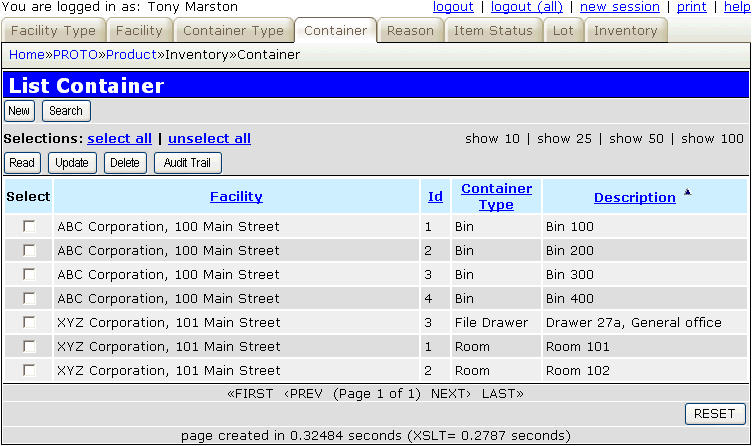 You are logged in as: Tony Marston logout | logout (all) | new session | print | help
Facility Type Facility Container Type Container Reason Item Status Lot Inventory
Home»PROTO»Product»Inventory»Container
List Container
New Search
Selections: select all | unselect all show 10 | show 25 | show 50 | show 100
Read Update Delete Audit Trail
Select Facility Id Container Type Description
ABC Corporation, 100 Main Street 1 Bin Bin 100
ABC Corporation, 100 Main Street 2 Bin Bin 200
ABC Corporation, 100 Main Street 3 Bin Bin 300
ABC Corporation, 100 Main Street 4 Bin Bin 400
XYZ Corporation, 101 Main Street 3 File Drawer Drawer 27a, General office
XYZ Corporation, 101 Main Street 1 Room Room 101
XYZ Corporation, 101 Main Street 2 Room Room 102
«FIRST ‹PREV (Page 1 of 1) NEXT› LAST»
RESET
page created in 0.32484 seconds (XSLT= 0.2787 seconds)